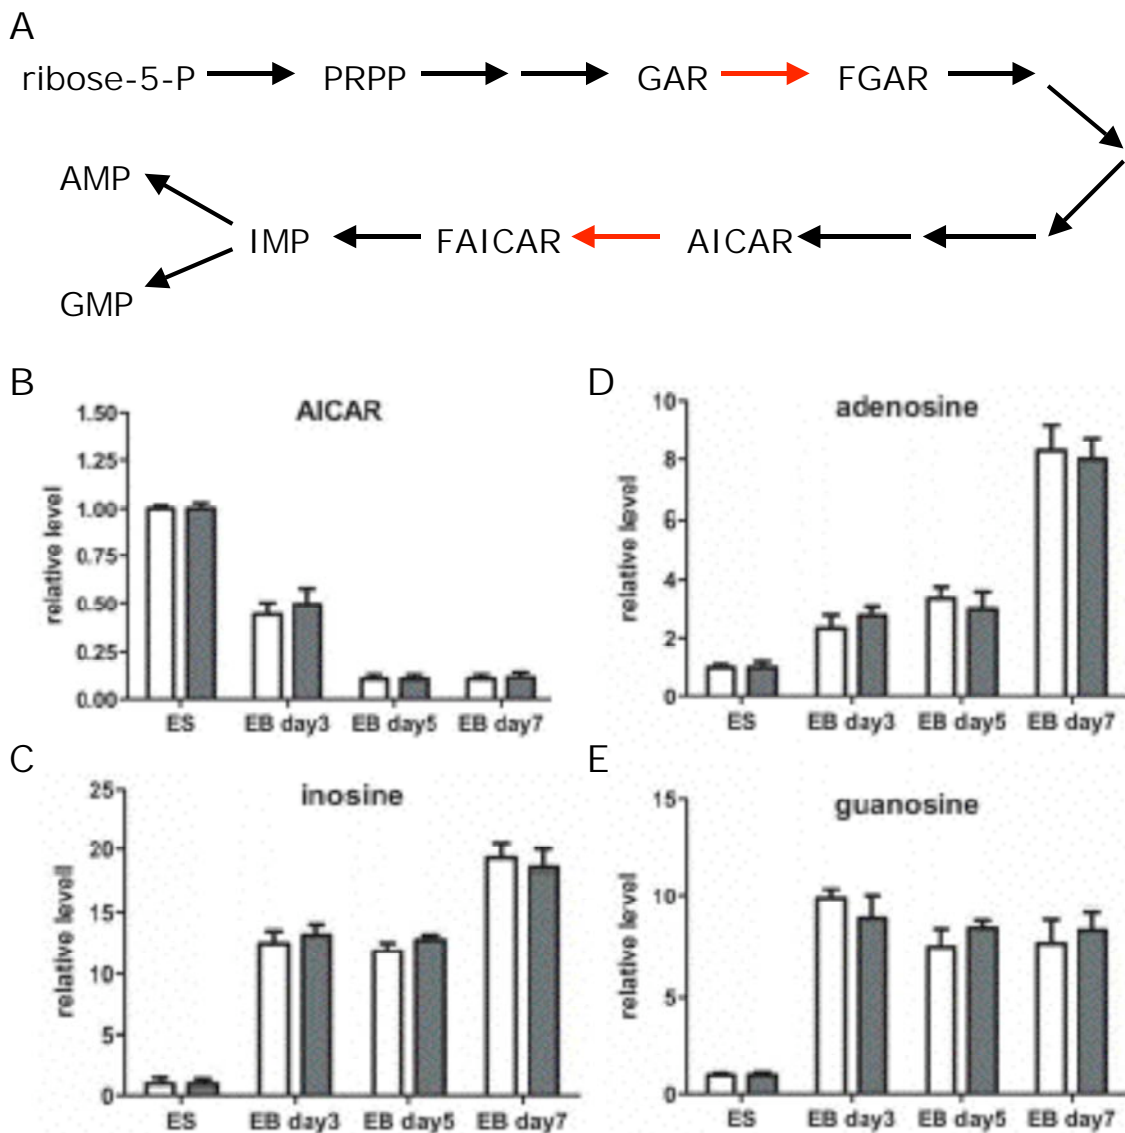 A
ribose-5-P PRPP GAR FGAR
AMP
IMP FAICAR AICAR
GMP
B
AICAR
relative level
1.50
1.25
1.00
0.75
0.50
0.25
0.00
ES EB day3 EB day5 EB day7
D
adenosine
relative level
10
8
6
4
2
0
ES EB day3 EB day5 EB day7
C
inosine
relative levell
25
20
15
10
5
0
ES EB day3 EB day5 EB day7
E
guanosine
relative level
15
10
5
0
ES EB day3 EB day5 EB day7